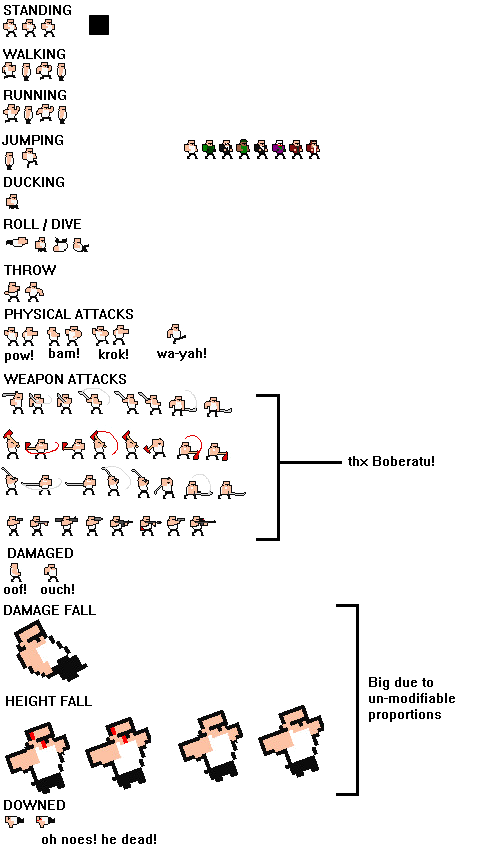 STANDING
WALKING
RUNNING
JUMPING
DUCKING
ROLL / DIVE
THROW
PHYSICAL ATTACKS
pow! bam! krok! wa-yah!
WEAPON ATTACKS
thx Boberatu!
DAMAGED
oof! ouch!
DAMAGE FALL
Big due to
un-modifiable
proportions
HEIGHT FALL
DOWNED
oh noes! he dead!